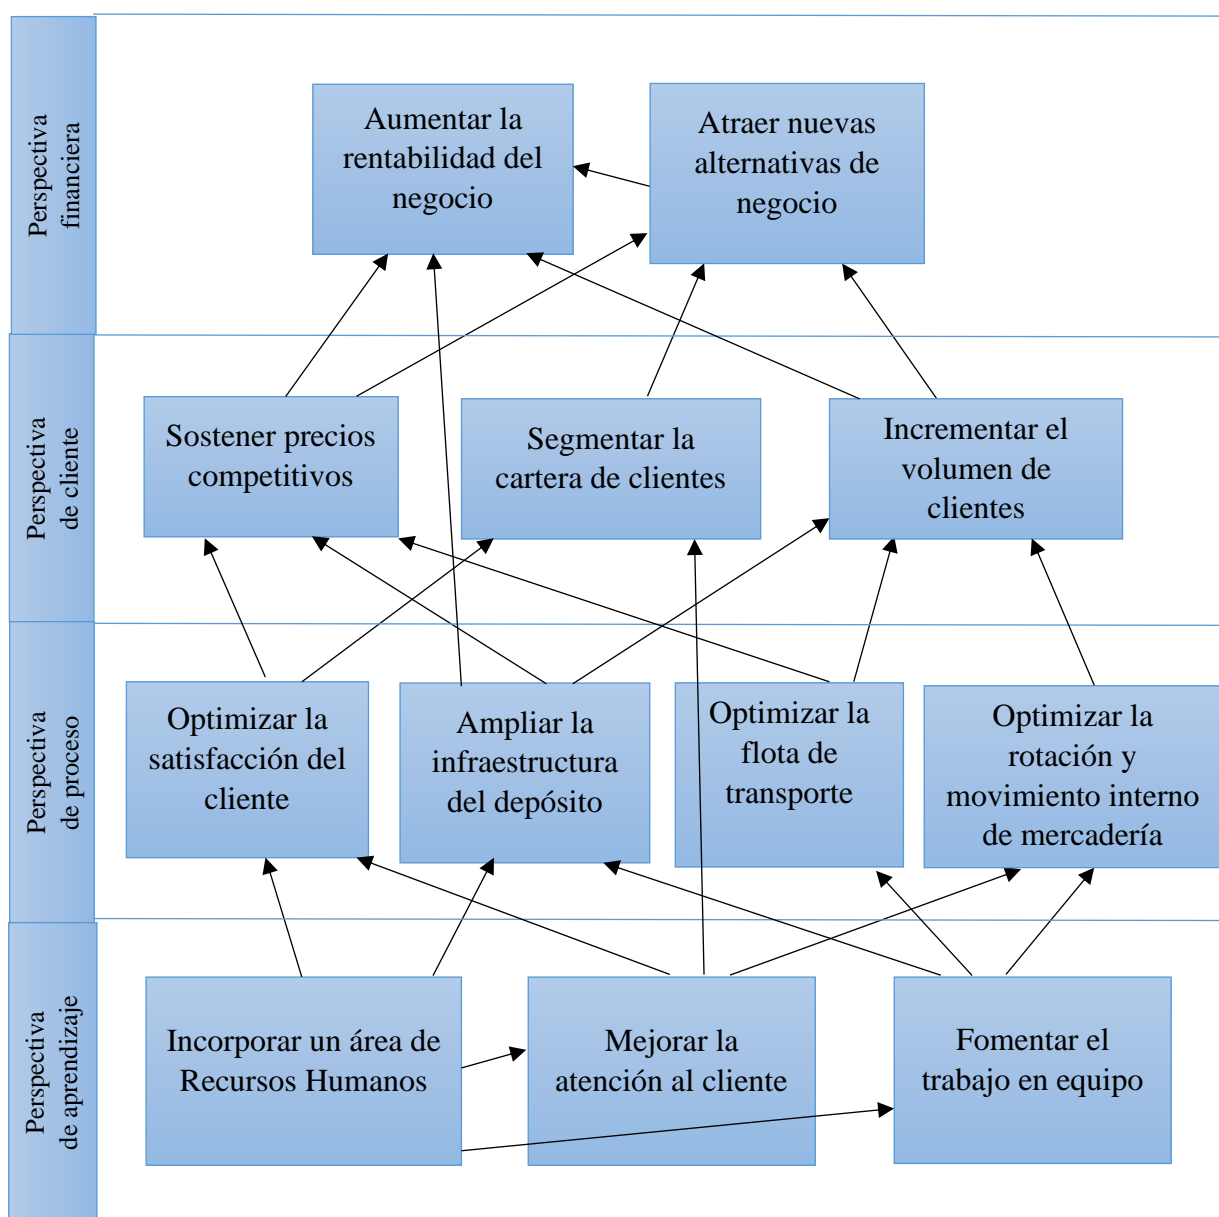 Perspectiva
financiera
Aumentar la
rentabilidad del
negocio
Atraer nuevas
alternativas de
negocio
Perspectiva
de cliente
Sostener precios
competitivos
Segmentar la
cartera de clientes
Incrementar el
volumen de
clientes
Perspectiva
de proceso
Optimizar la
satisfacción del
cliente
Ampliar la
infraestructura
del depósito
Optimizar la
flota de
transporte
Optimizar la
rotación y
movimiento interno
de mercadería
Perspectiva
de aprendizaje
Incorporar un área de
Recursos Humanos
Mejorar la
atención al cliente
Fomentar el
trabajo en equipo